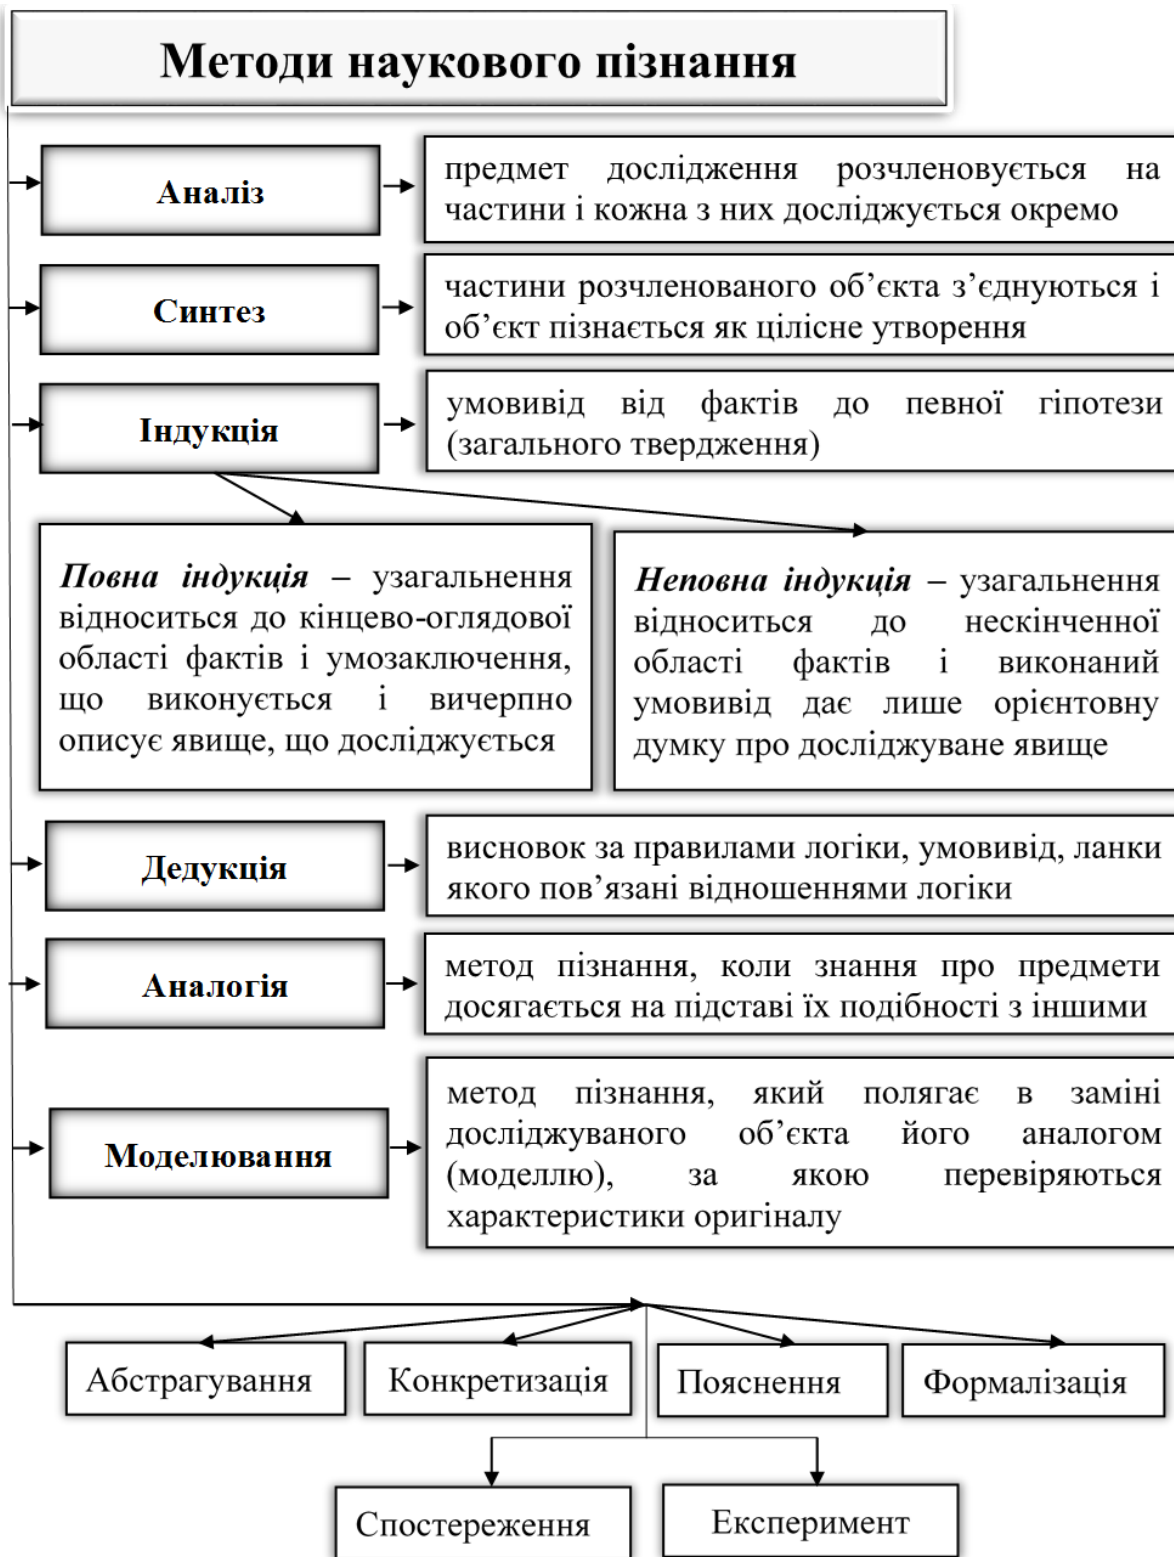 Методи наукового пізнання
Аналіз
предмет дослідження розчленовується на
частини і кожна з них досліджується окремо
Синтез
частини розчленованого об’єкта з’єднуються і
об’єкт пізнається як цілісне утворення
Індукція
умовивід від фактів до певної гіпотези
(загального твердження)
Повна індукція – узагальнення
відноситься до кінцево-оглядової
області фактів і умозаключення,
що виконується і вичерпно
описує явище, що досліджується
Неповна індукція – узагальнення
відноситься до нескінченної
області фактів і виконаний
умовивід дає лише орієнтовну
думку про досліджуване явище
Дедукція
висновок за правилами логіки, умовивід, ланки
якого пов’язані відношеннями логіки
Аналогія
метод пізнання, коли знання про предмети
досягається на підставі їх подібності з іншими
Моделювання
метод пізнання, який полягає в заміні
досліджуваного об’єкта його аналогом
(моделлю), за якою перевіряються
характеристики оригіналу
Абстрагування
Конкретизація
Пояснення
Формалізація
Спостереження
Експеримент